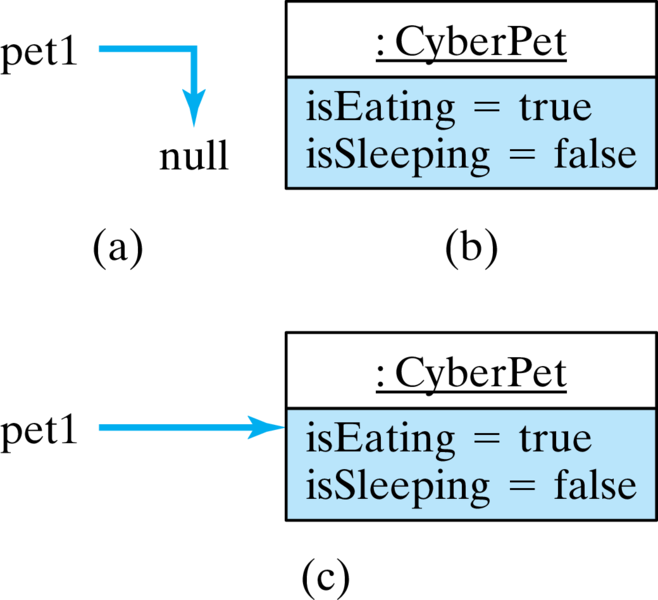 pet1
null
(a)
: CyberPet
isEating = true
isSleeping = false
(b)
pet1
: CyberPet
isEating = true
isSleeping = false
(c)